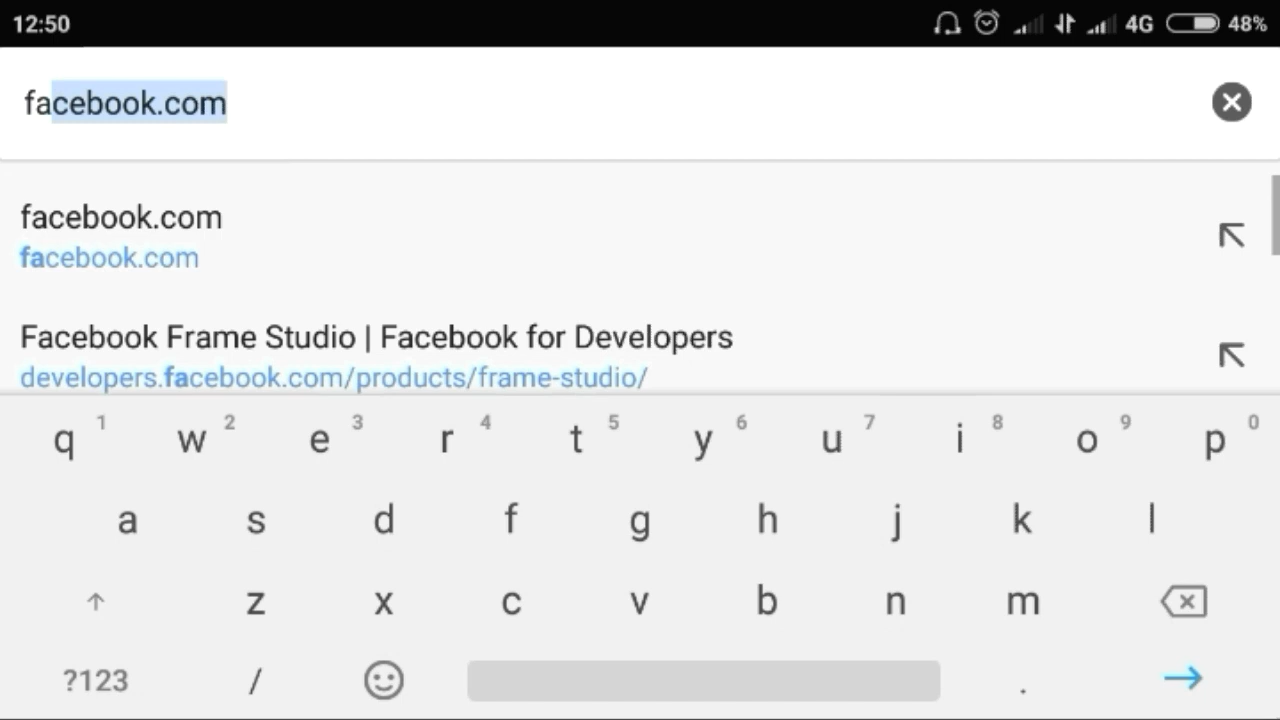 12:50 4G 48%
facebook.com
facebook.com
facebook.com
Facebook Frame Studio | Facebook for Developers
developers.facebook.com/products/frame-studio/
q 1 w 2 e 3 r 4 t 5 y 6 u 7 i 8 o 9 p 0
a s d f g h j k l
z x c v b n m
?123 / .